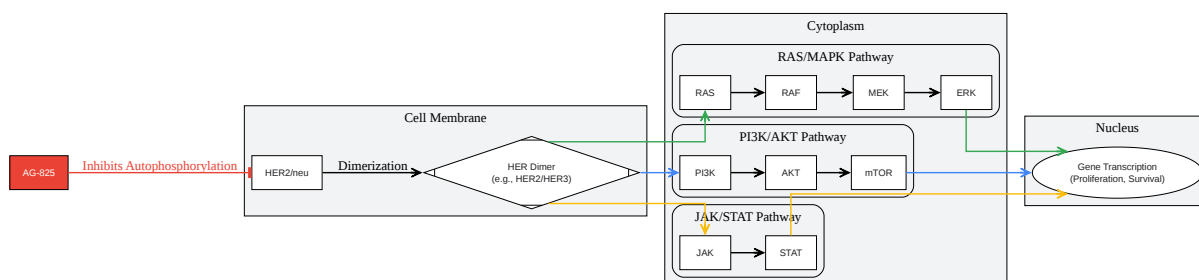 Cytoplasm
RAS/MAPK Pathway
RAS
RAF
MEK
ERK
Cell Membrane
Nucleus
PI3K/AKT Pathway
AG-825
Inhibits Autophosphorylation
HER2/neu
Dimerization
HER Dimer
(e.g., HER2/HER3)
PI3K
AKT
mTOR
Gene Transcription
(Proliferation, Survival)
JAK/STAT Pathway
JAK
STAT